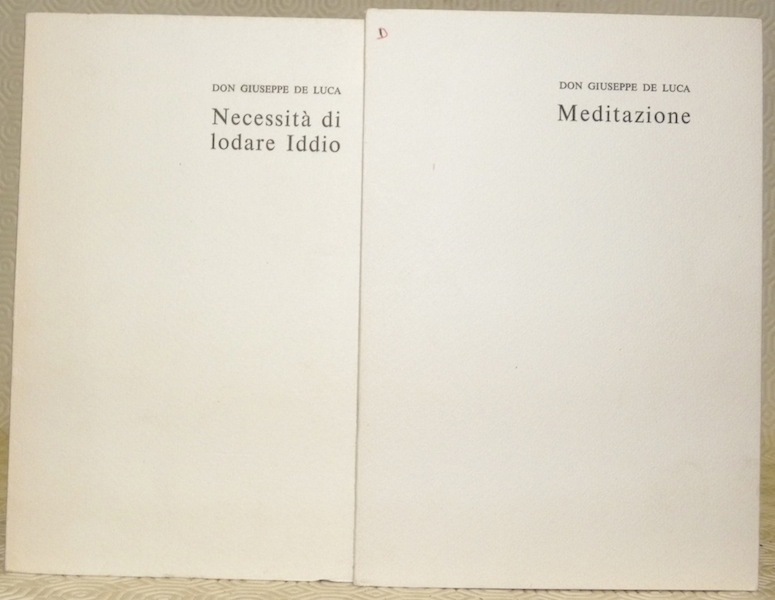 DON GIUSEPPE DE LUCA
Necessità di
lodare Iddio
D
DON GIUSEPPE DE LUCA
Meditazione